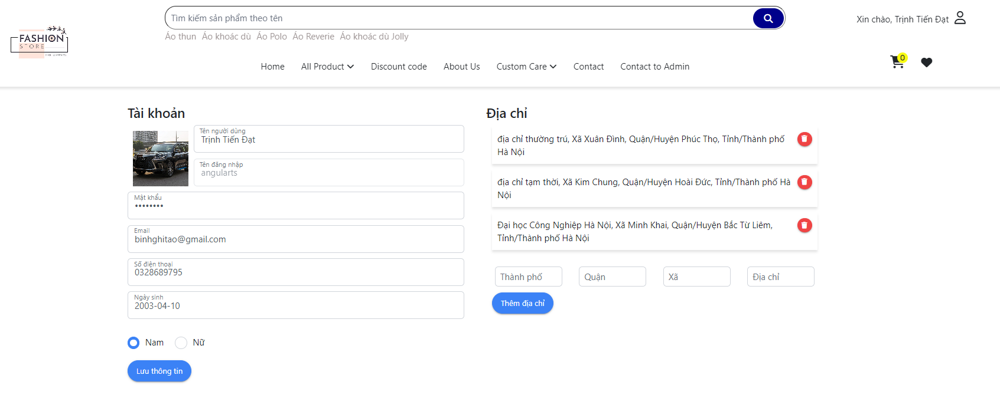 Tìm kiếm sản phẩm theo tên
Xin chào, Trịnh Tiến Đạt
FASHION
STORE
Áo thun Áo khoác dù Áo Polo Áo Reverie Áo khoác dù Jolly
Home All Product Discount code About Us Custom Care Contact Contact to Admin
0
Tài khoản
Tên người dùng
Trịnh Tiến Đạt
Tên đăng nhập
angularts
Mật khẩu
••••••••
Email
binhghitao@gmail.com
Số điện thoại
0328689795
Ngày sinh
2003-04-10
Nam Nữ
Lưu thông tin
Địa chỉ
địa chỉ thường trú, Xã Xuân Đình, Quận/Huyện Phúc Thọ, Tỉnh/Thành phố
Hà Nội
địa chỉ tạm thời, Xã Kim Chung, Quận/Huyện Hoài Đức, Tỉnh/Thành phố Hà
Nội
Đại học Công Nghiệp Hà Nội, Xã Minh Khai, Quận/Huyện Bắc Từ Liêm,
Tỉnh/Thành phố Hà Nội
Thành phố Quận Xã Địa chỉ
Thêm địa chỉ